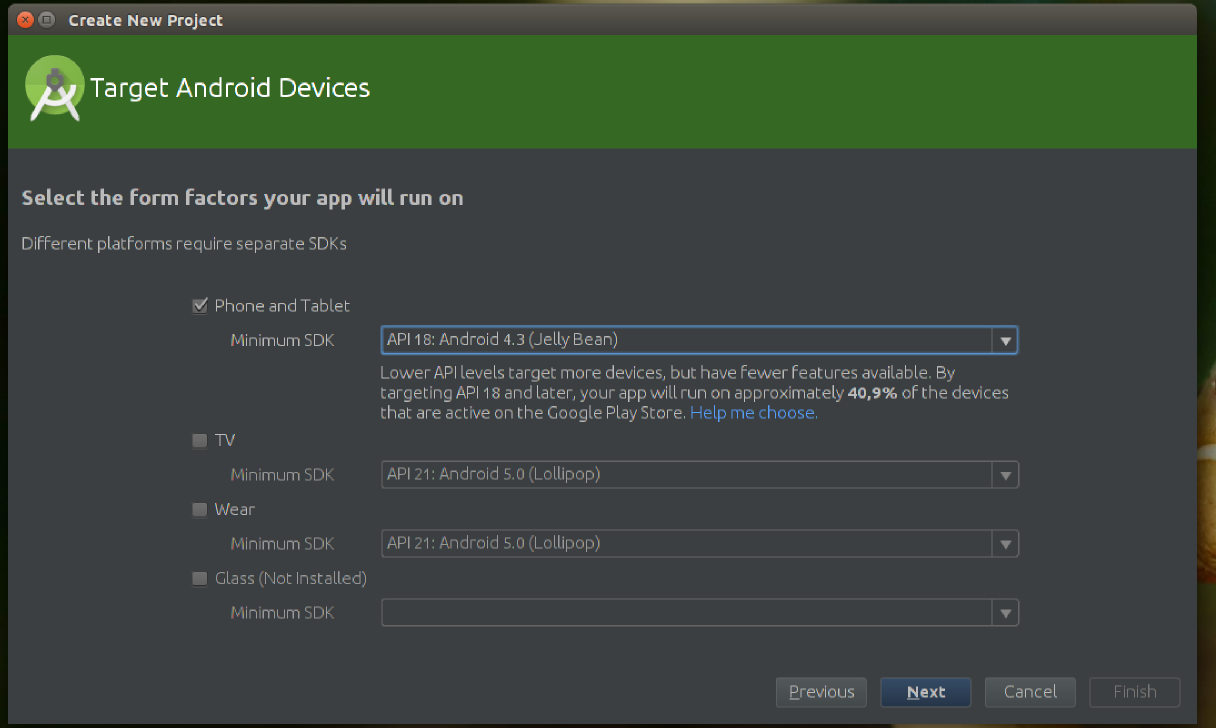 Create New Project
Target Android Devices
Select the form factors your app will run on
Different platforms require separate SDKs
Phone and Tablet
Minimum SDK API 18: Android 4.3 (Jelly Bean)
Lower API levels target more devices, but have fewer features available. By
targeting API 18 and later, your app will run on approximately 40,9% of the devices
that are active on the Google Play Store. Help me choose.
TV
Minimum SDK API 21: Android 5.0 (Lollipop)
Wear
Minimum SDK API 21: Android 5.0 (Lollipop)
Glass (Not Installed)
Minimum SDK
Previous Next Cancel Finish